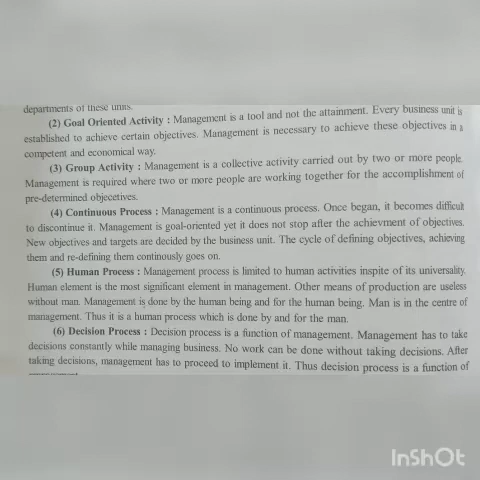 departments of these units.
(2) Goal Oriented Activity : Management is a tool and not the attainment. Every business unit is
established to achieve certain objectives. Management is necessary to achieve these objectives in a
competent and economical way.
(3) Group Activity : Management is a collective activity carried out by two or more people.
Management is required where two or more people are working together for the accomplishment of
pre-determined objecetives.
(4) Continuous Process : Management is a continuous process. Once began, it becomes difficult
to discontinue it. Management is goal-oriented yet it does not stop after the achievment of objectives.
New objectives and targets are decided by the business unit. The cycle of defining objectives, achieving
them and re-defining them continously goes on.
(5) Human Process : Management process is limited to human activities inspite of its universality.
Human element is the most significant element in management. Other means of production are useless
without man. Management is done by the human being and for the human being. Man is in the centre of
management. Thus it is a human process which is done by and for the man.
(6) Decision Process : Decision process is a function of management. Management has to take
decisions constantly while managing business. No work can be done without taking decisions. After
taking decisions, management has to proceed to implement it. Thus decision process is a function of
InShOt